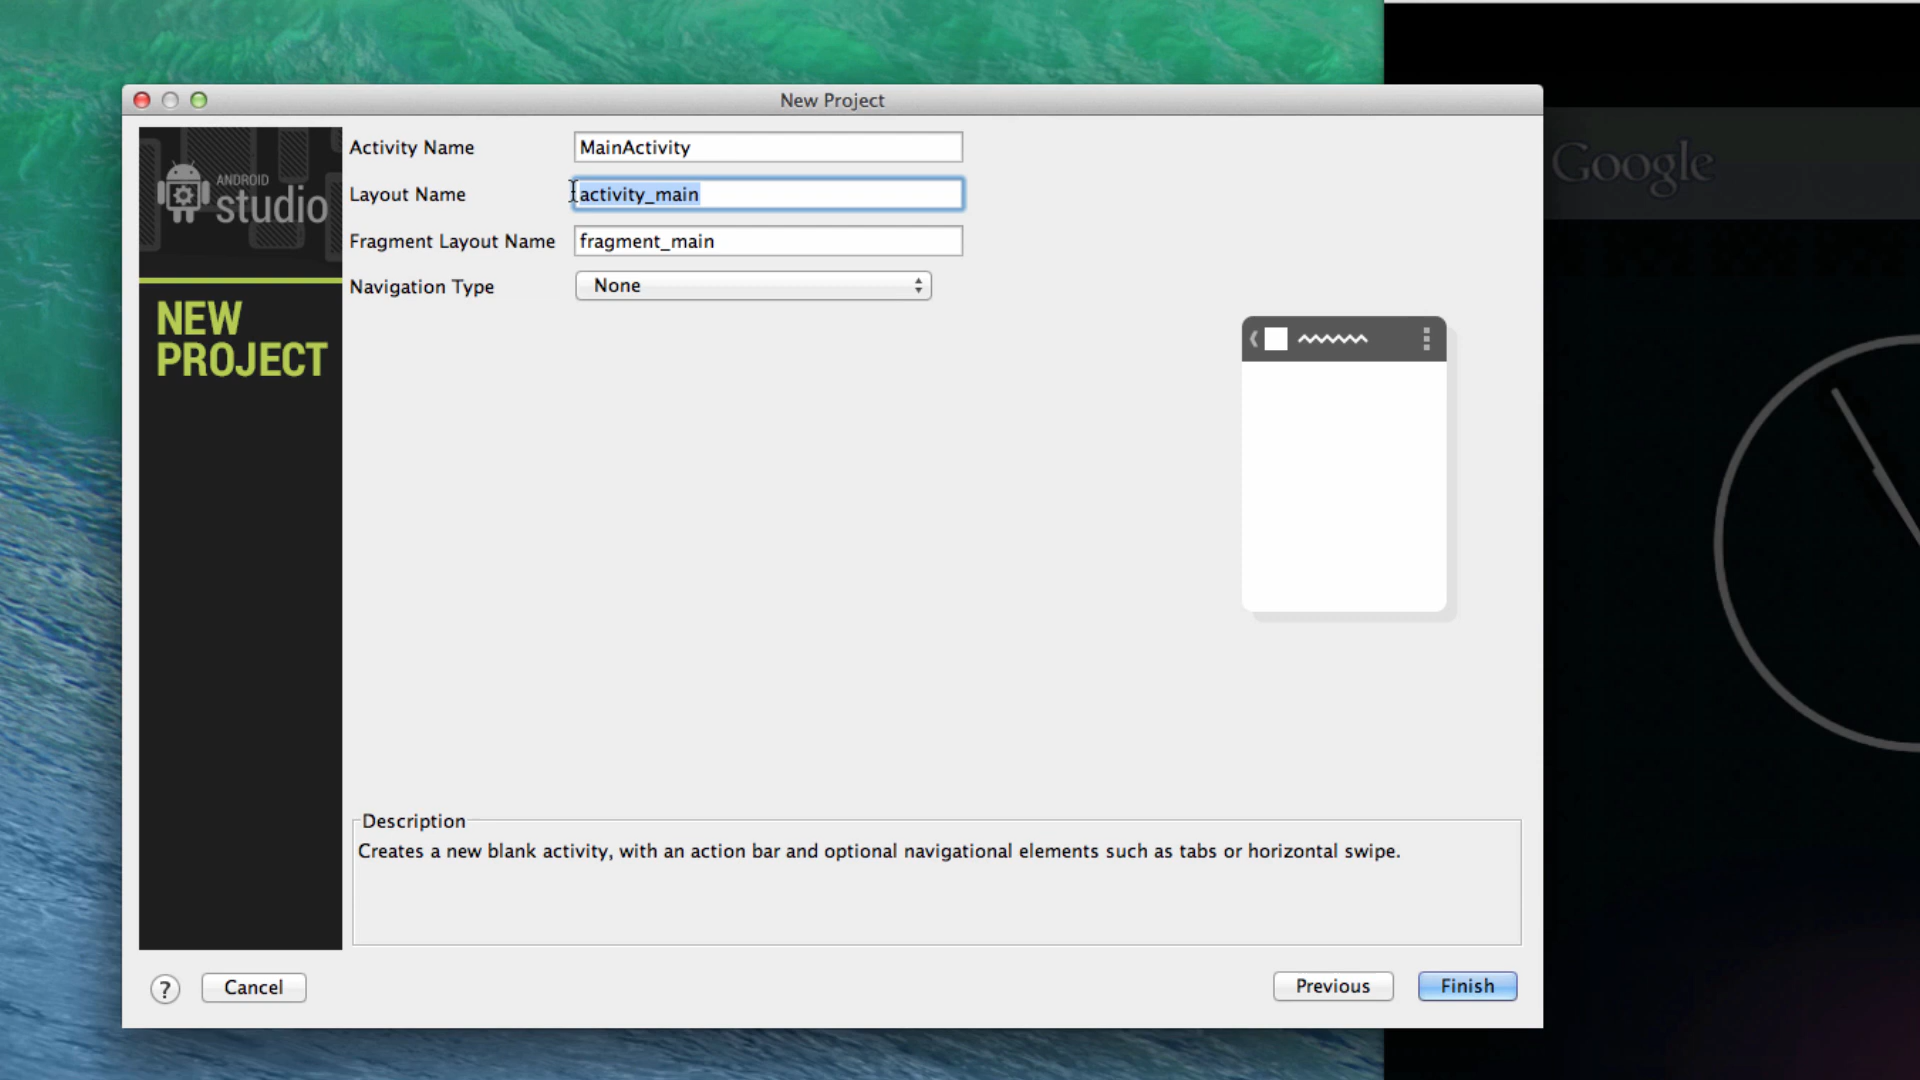 New Project
ANDROID
studio
NEW
PROJECT
Activity Name
MainActivity
Layout Name
activity_main
Fragment Layout Name
fragment_main
Navigation Type
None
Google
Description
Creates a new blank activity, with an action bar and optional navigational elements such as tabs or horizontal swipe.
?
Cancel
Previous
Finish